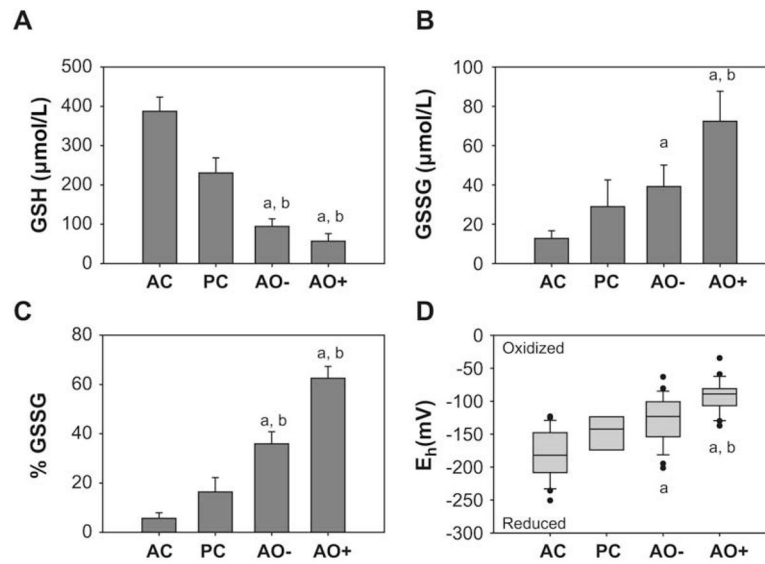 A
GSH (µmol/L)
500
400
300
200
100
0
a, b
a, b
AC PC AO- AO+
B
GSSG (µmol/L)
100
80
60
40
20
0
a
a, b
AC PC AO- AO+
C
% GSSG
80
60
40
20
0
a, b
a, b
AC PC AO- AO+
D
Eh(mV)
0
-50
-100
-150
-200
-250
-300
Oxidized
a, b
a
Reduced
AC PC AO- AO+